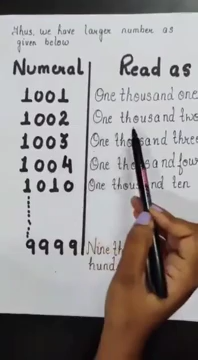 Thus, we have larger number as
given below
Numeral Read as
1001 One thousand one
1002 One thousand two
1003 One thousand three
1004 One thousand four
1010 One thousand ten
9999 Nine
hund